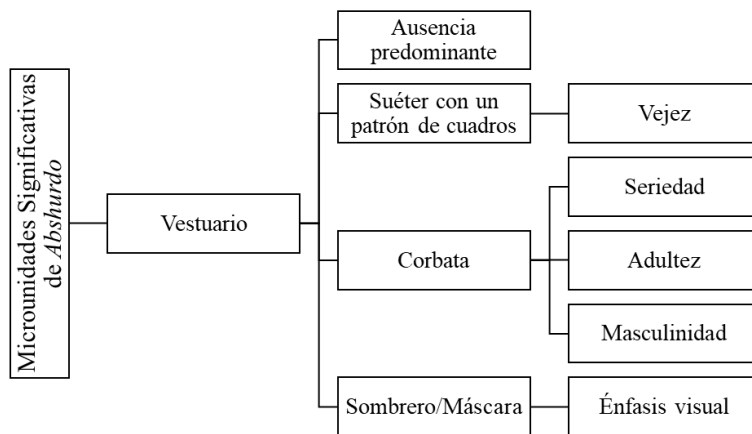 Microunidades Significativas
de Abshurdo
Vestuario
Ausencia
predominante
Suéter con un
patrón de cuadros
Vejez
Corbata
Seriedad
Adultez
Masculinidad
Sombrero/Máscara
Énfasis visual